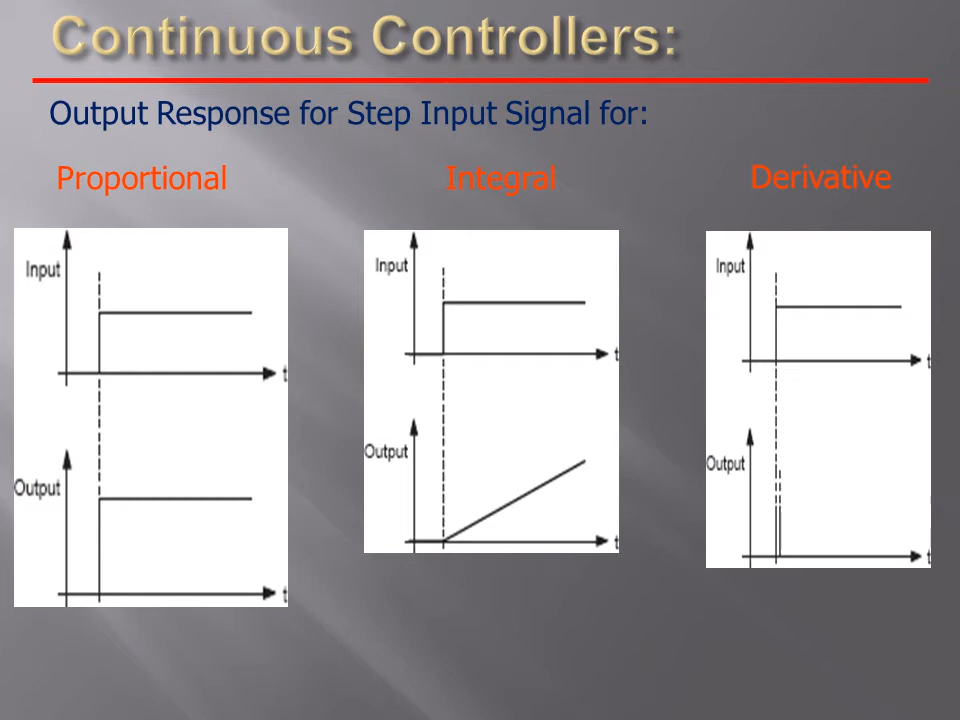 Continuous Controllers:
Output Response for Step Input Signal for:
Proportional
Integral
Derivative
Input
t
Output
t
Input
t
Output
t
Input
t
Output
t